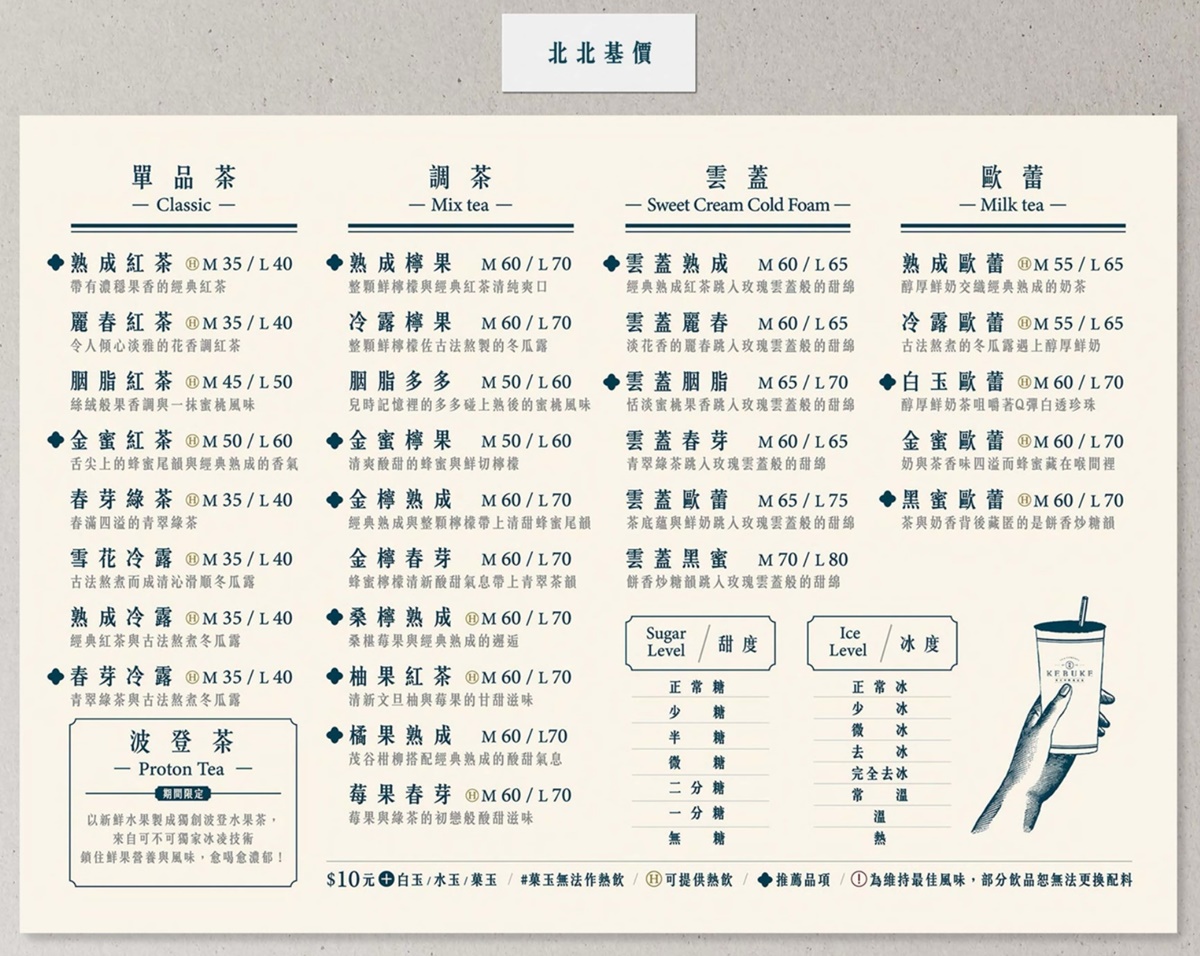 北北基價
單品茶
— Classic —
熟成紅茶 ⒽM 35 / L 40
帶有濃穩果香的經典紅茶
麗春紅茶 ⒽM 35 / L 40
令人傾心淡雅的花香調紅茶
胭脂紅茶 ⒽM 45 / L 50
絲絨般果香調與一抹蜜桃風味
金蜜紅茶 ⒽM 50 / L 60
舌尖上的蜂蜜尾韻與經典熟成的香氣
春芽綠茶 ⒽM 35 / L 40
春滿四溢的青翠綠茶
雪花冷露 ⒽM 35 / L 40
古法熬煮而成清沁滑順冬瓜露
熟成冷露 ⒽM 35 / L 40
經典紅茶與古法熬煮冬瓜露
春芽冷露 ⒽM 35 / L 40
青翠綠茶與古法熬煮冬瓜露
波登茶
— Proton Tea —
期間限定
以新鮮水果製成獨創波登水果茶，
來自可不可獨家冰凌技術
鎖住鮮果營養與風味，愈喝愈濃郁！
調茶
— Mix tea —
熟成檸果 M 60 / L 70
整顆鮮檸檬與經典紅茶清純爽口
冷露檸果 M 60 / L 70
整顆鮮檸檬佐古法熬製的冬瓜露
胭脂多多 M 50 / L 60
兒時記憶裡的多多碰上熟後的蜜桃風味
金蜜檸果 M 50 / L 60
清爽酸甜的蜂蜜與鮮切檸檬
金檸熟成 M 60 / L 70
經典熟成與整顆檸檬帶上清甜蜂蜜尾韻
金檸春芽 M 60 / L 70
蜂蜜檸檬清新酸甜氣息帶上青翠茶韻
桑檸熟成 ⒽM 60 / L 70
桑椹莓果與經典熟成的邂逅
柚果紅茶 ⒽM 60 / L 70
清新文旦柚與莓果的甘甜滋味
橘果熟成 M 60 / L70
茂谷柑柳搭配經典熟成的酸甜氣息
莓果春芽 ⒽM 60 / L 70
莓果與綠茶的初戀般酸甜滋味
雲蓋
— Sweet Cream Cold Foam —
雲蓋熟成 M 60 / L 65
經典熟成紅茶跳入玫瑰雲蓋般的甜綿
雲蓋麗春 M 60 / L 65
淡花香的麗春跳入玫瑰雲蓋般的甜綿
雲蓋胭脂 M 65 / L 70
恬淡蜜桃果香跳入玫瑰雲蓋般的甜綿
雲蓋春芽 M 60 / L 65
青翠綠茶跳入玫瑰雲蓋般的甜綿
雲蓋歐蕾 M 65 / L 75
茶底蘊與鮮奶跳入玫瑰雲蓋般的甜綿
雲蓋黑蜜 M 70 / L 80
餅香炒糖韻跳入玫瑰雲蓋般的甜綿
歐蕾
— Milk tea —
熟成歐蕾 ⒽM 55 / L 65
醇厚鮮奶交織經典熟成的奶茶
冷露歐蕾 ⒽM 55 / L 65
古法熬煮的冬瓜露遇上醇厚鮮奶
白玉歐蕾 ⒽM 60 / L 70
醇厚鮮奶茶咀嚼著Q彈白透珍珠
金蜜歐蕾 ⒽM 60 / L 70
奶與茶香味四溢而蜂蜜藏在喉間裡
黑蜜歐蕾 ⒽM 60 / L 70
茶與奶香背後藏匿的是餅香炒糖韻
Sugar Level / 甜度
正常糖
少糖
半糖
微糖
二分糖
一分糖
無糖
Ice Level / 冰度
正常冰
少冰
微冰
去冰
完全去冰
常溫
溫
熱
KEBUKE
$10元 ➕白玉 / 水玉 / 菓玉 / #菓玉無法作熱飲 / Ⓗ可提供熱飲 / ✤推薦品項 / !為維持最佳風味，部分飲品恕無法更換配料